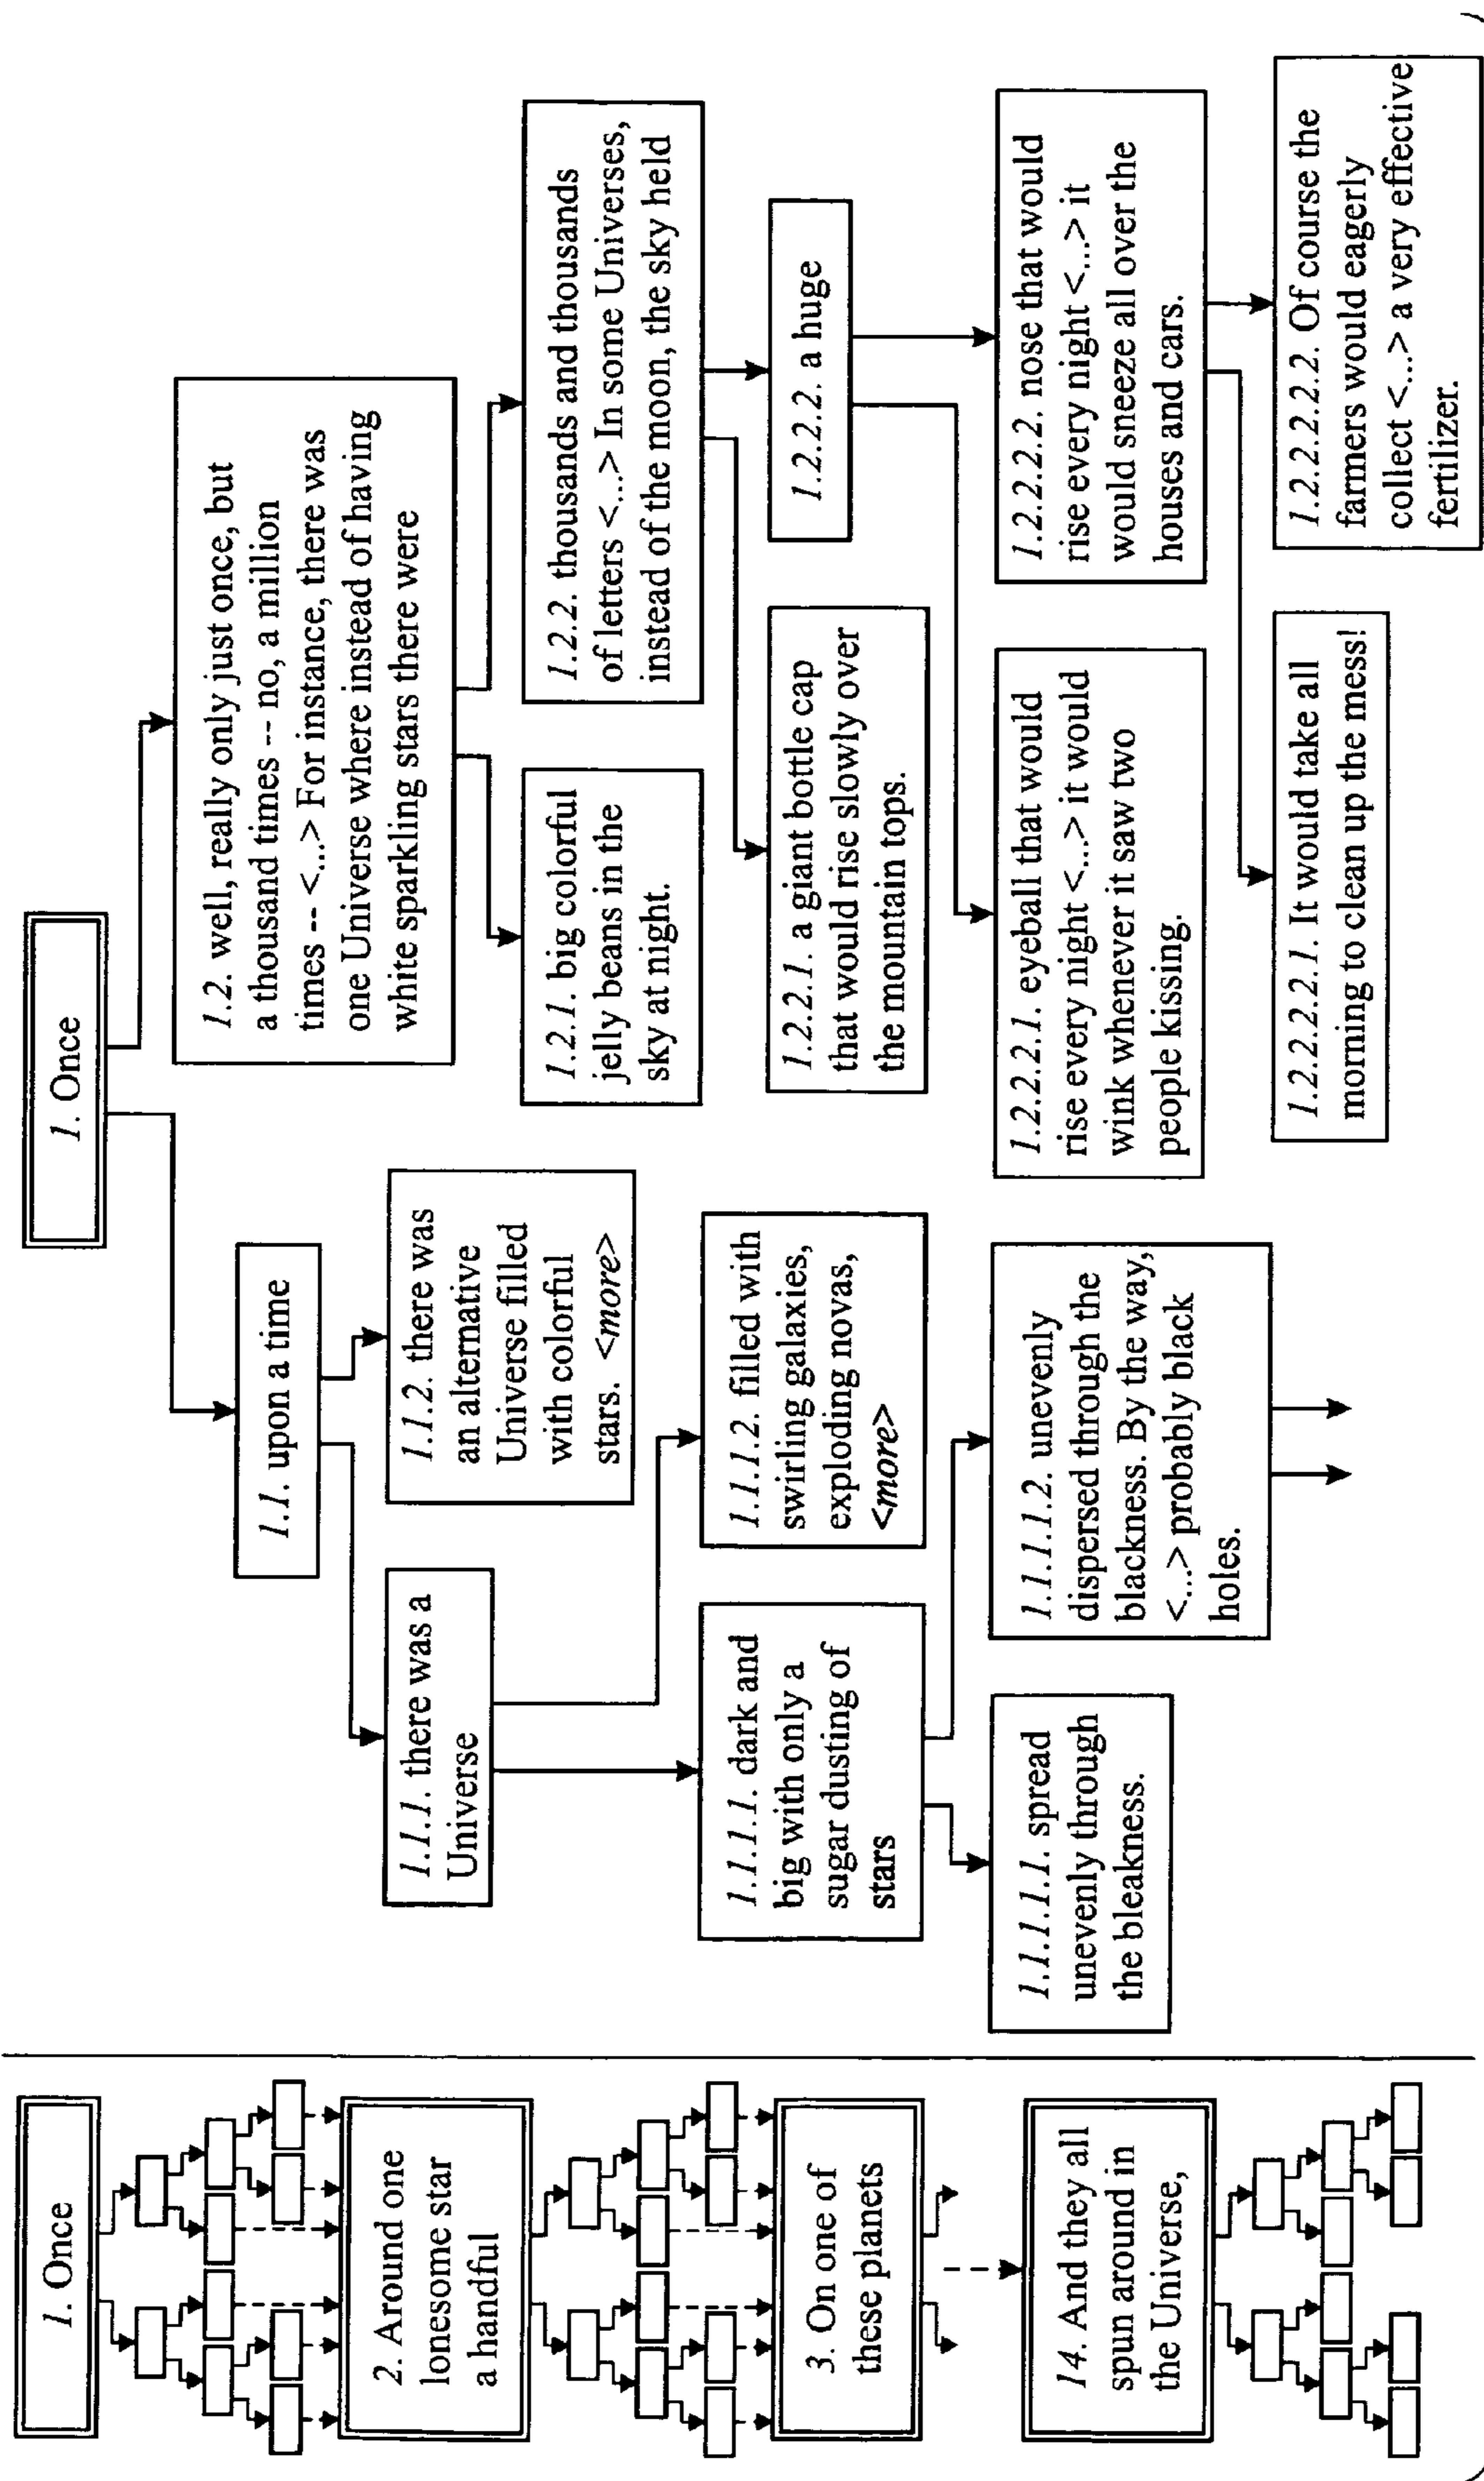 1. Once
2. Around one
lonesome star
a handful
3. On one of
these planets
14. And they all
spun around in
the Universe,
1. Once
1.1. upon a time
1.2. well, really only just once, but
a thousand times -- no, a million
times -- <...> For instance, there was
one Universe where instead of having
white sparkling stars there were
1.1.1. there was a
Universe
1.1.2. there was
an alternative
Universe filled
with colorful
stars. <more>
1.2.1. big colorful
jelly beans in the
sky at night.
1.2.2. thousands and thousands
of letters <...> In some Universes,
instead of the moon, the sky held
1.1.1.1. dark and
big with only a
sugar dusting of
stars
1.1.1.2. filled with
swirling galaxies,
exploding novas,
<more>
1.2.2.1. a giant bottle cap
that would rise slowly over
the mountain tops.
1.2.2.2. a huge
1.1.1.1.1. spread
unevenly through
the bleakness.
1.1.1.1.2. unevenly
dispersed through the
blackness. By the way,
<...> probably black
holes.
1.2.2.2.1. eyeball that would
rise every night <...> it would
wink whenever it saw two
people kissing.
1.2.2.2.2. nose that would
rise every night <...> it
would sneeze all over the
houses and cars.
1.2.2.2.2.1. It would take all
morning to clean up the mess!
1.2.2.2.2.2. Of course the
farmers would eagerly
collect <...> a very effective
fertilizer.